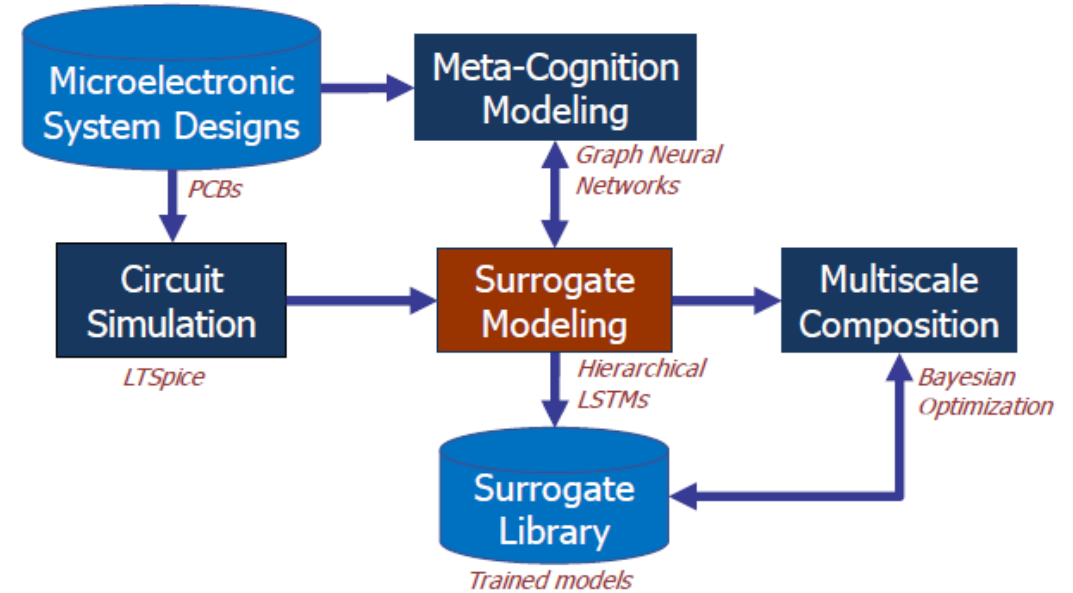 Microelectronic
System Designs
Meta-Cognition
Modeling
PCBs
Graph Neural
Networks
Circuit
Simulation
LTSpice
Surrogate
Modeling
Hierarchical
LSTMs
Multiscale
Composition
Bayesian
Optimization
Surrogate
Library
Trained models